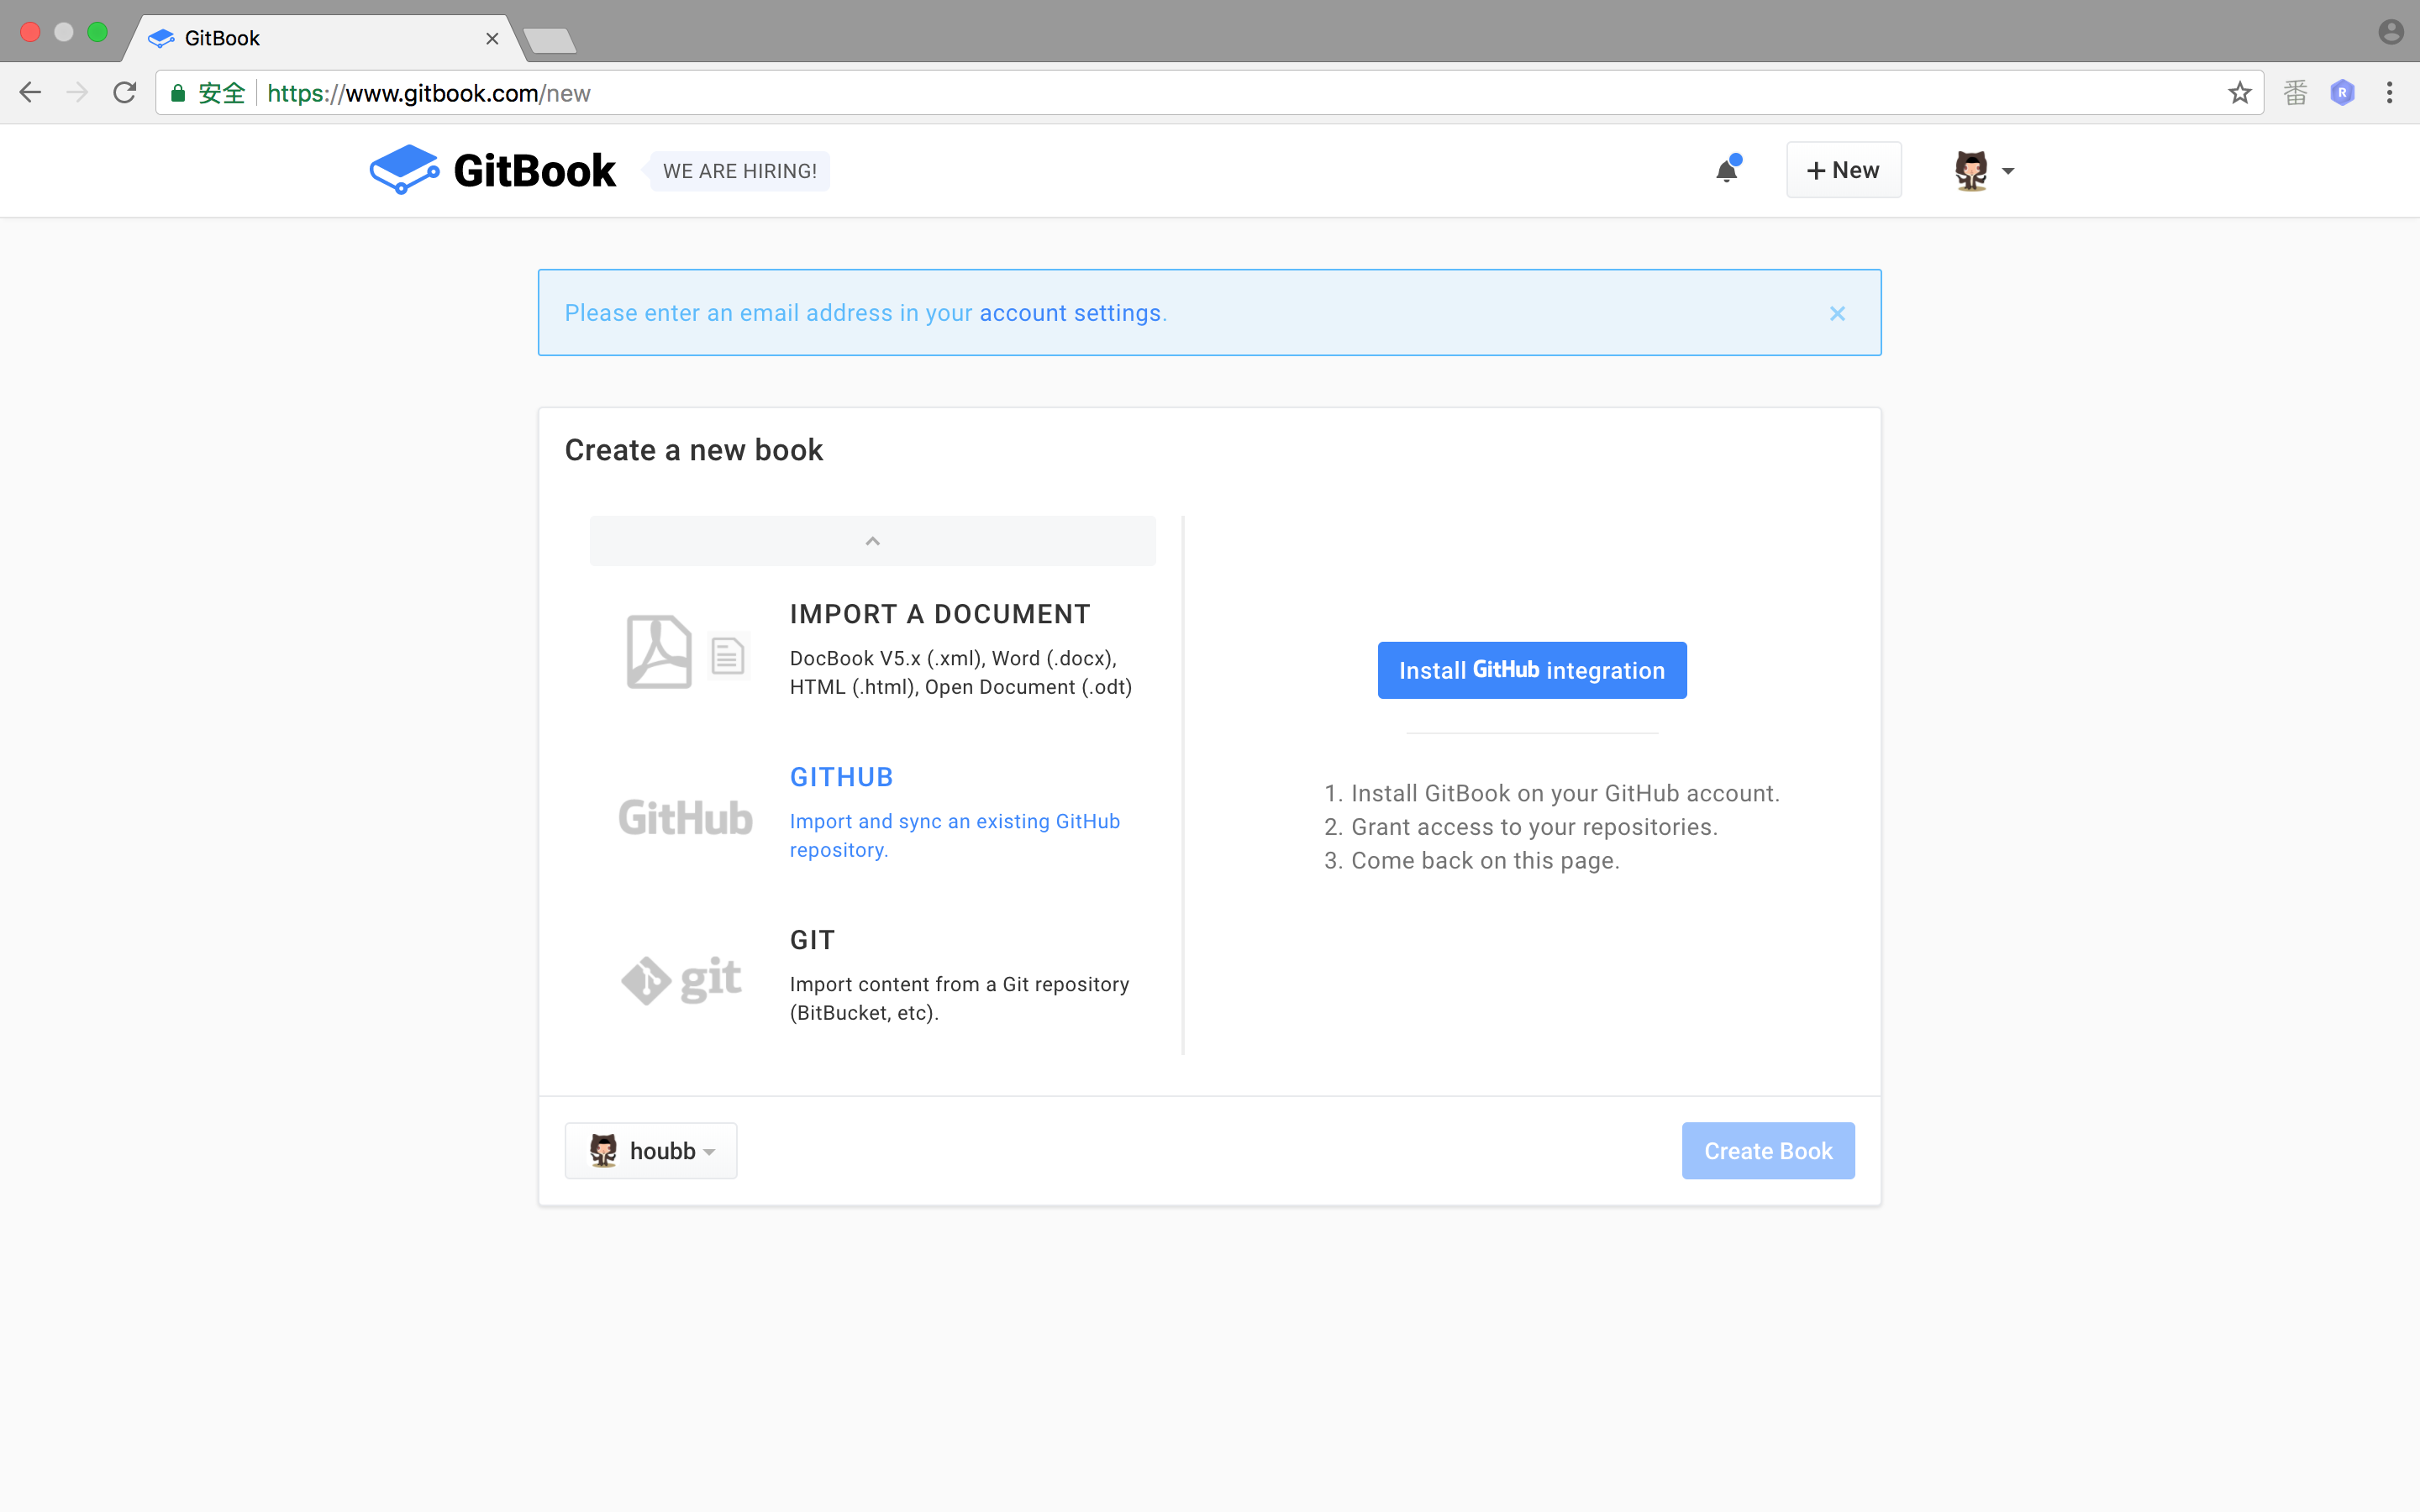 GitBook
安全 https://www.gitbook.com/new
番
R
GitBook
WE ARE HIRING!
+ New
Please enter an email address in your account settings.
Create a new book
IMPORT A DOCUMENT
DocBook V5.x (.xml), Word (.docx),
HTML (.html), Open Document (.odt)
GitHub
GITHUB
Import and sync an existing GitHub
repository.
git
GIT
Import content from a Git repository
(BitBucket, etc).
Install GitHub integration
1. Install GitBook on your GitHub account.
2. Grant access to your repositories.
3. Come back on this page.
houbb
Create Book